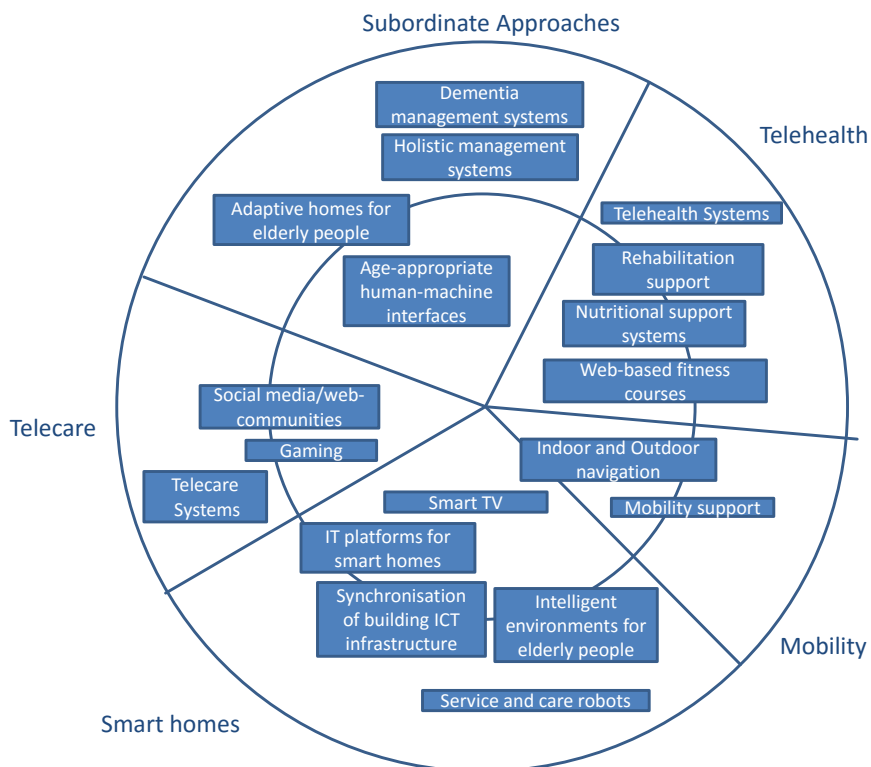 Subordinate Approaches
Dementia
management systems
Holistic management
systems
Telehealth
Telehealth Systems
Adaptive homes for
elderly people
Age-appropriate
human-machine
interfaces
Rehabilitation
support
Nutritional support
systems
Web-based fitness
courses
Telecare
Social media/web-
communities
Gaming
Telecare
Systems
Indoor and Outdoor
navigation
Mobility support
Mobility
Smart TV
IT platforms for
smart homes
Synchronisation
of building ICT
infrastructure
Intelligent
environments for
elderly people
Service and care robots
Smart homes